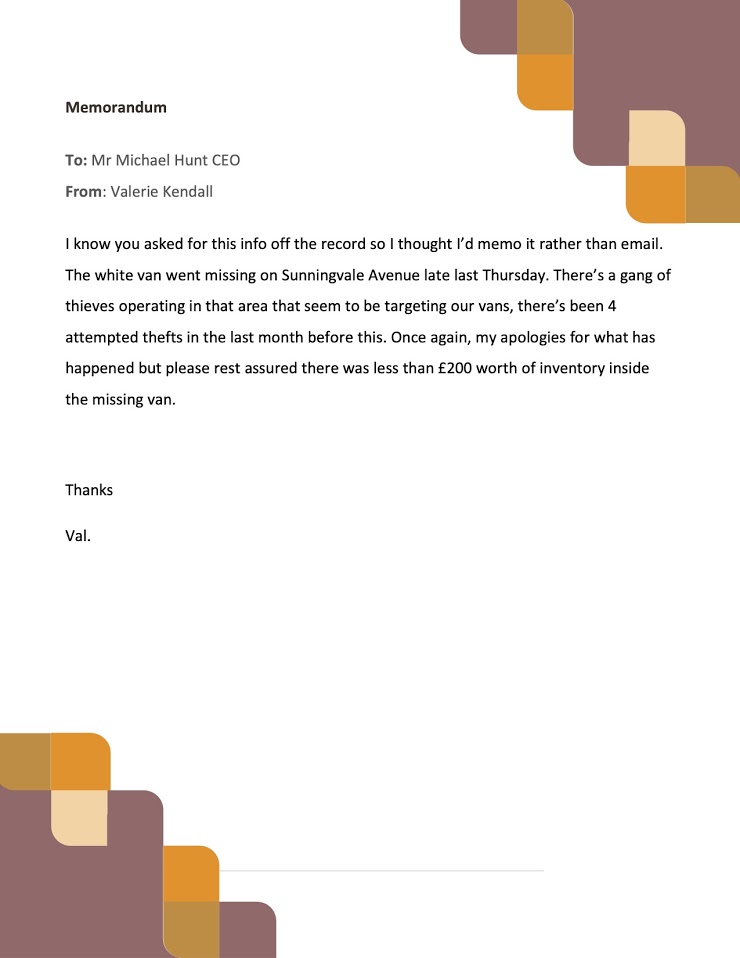 Memorandum
To: Mr Michael Hunt CEO
From: Valerie Kendall
I know you asked for this info off the record so I thought I’d memo it rather than email.
The white van went missing on Sunningvale Avenue late last Thursday. There’s a gang of
thieves operating in that area that seem to be targeting our vans, there’s been 4
attempted thefts in the last month before this. Once again, my apologies for what has
happened but please rest assured there was less than £200 worth of inventory inside
the missing van.
Thanks
Val.